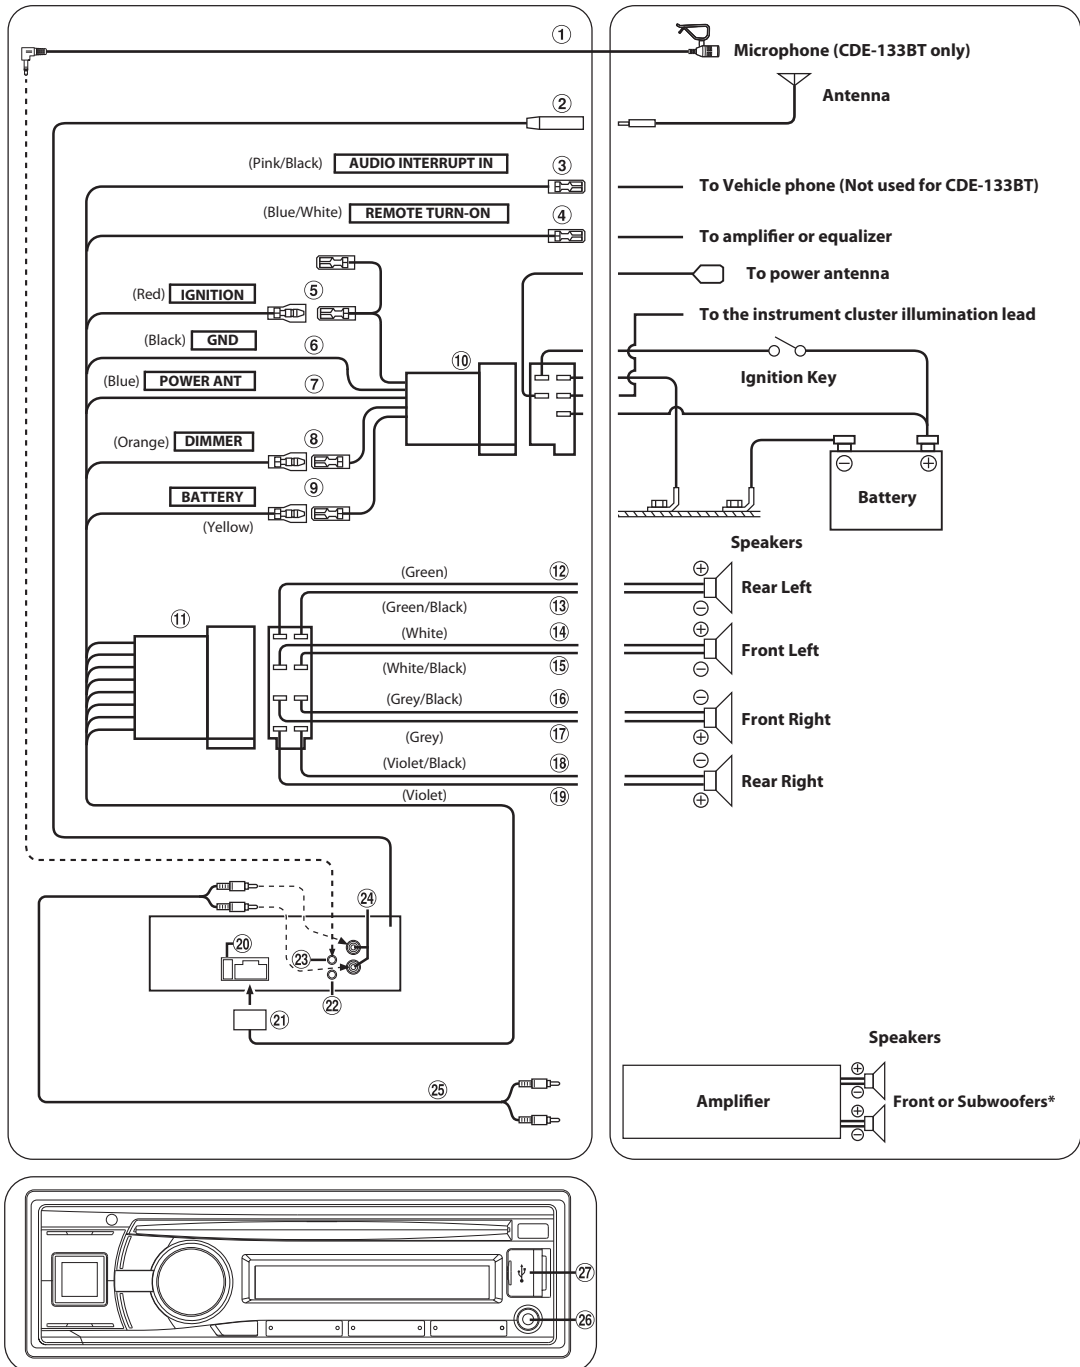 ①
Microphone (CDE-133BT only)
②
Antenna
(Pink/Black) AUDIO INTERRUPT IN ③
To Vehicle phone (Not used for CDE-133BT)
(Blue/White) REMOTE TURN-ON ④
To amplifier or equalizer
To power antenna
(Red) IGNITION ⑤
To the instrument cluster illumination lead
(Black) GND ⑥
⑩
Ignition Key
(Blue) POWER ANT ⑦
(Orange) DIMMER ⑧
⊖ ⊕
BATTERY ⑨
Battery
(Yellow)
Speakers
(Green) ⑫
⊕
Rear Left
(Green/Black) ⑬
⊖
⑪
(White) ⑭
⊕
Front Left
(White/Black) ⑮
⊖
(Grey/Black) ⑯
⊖
Front Right
(Grey) ⑰
⊕
(Violet/Black) ⑱
⊖
Rear Right
(Violet) ⑲
⊕
㉔
⑳
㉓
㉒
㉑
Speakers
㉕
Amplifier
⊕
⊖
Front or Subwoofers*
⊕
⊖
㉗
㉖